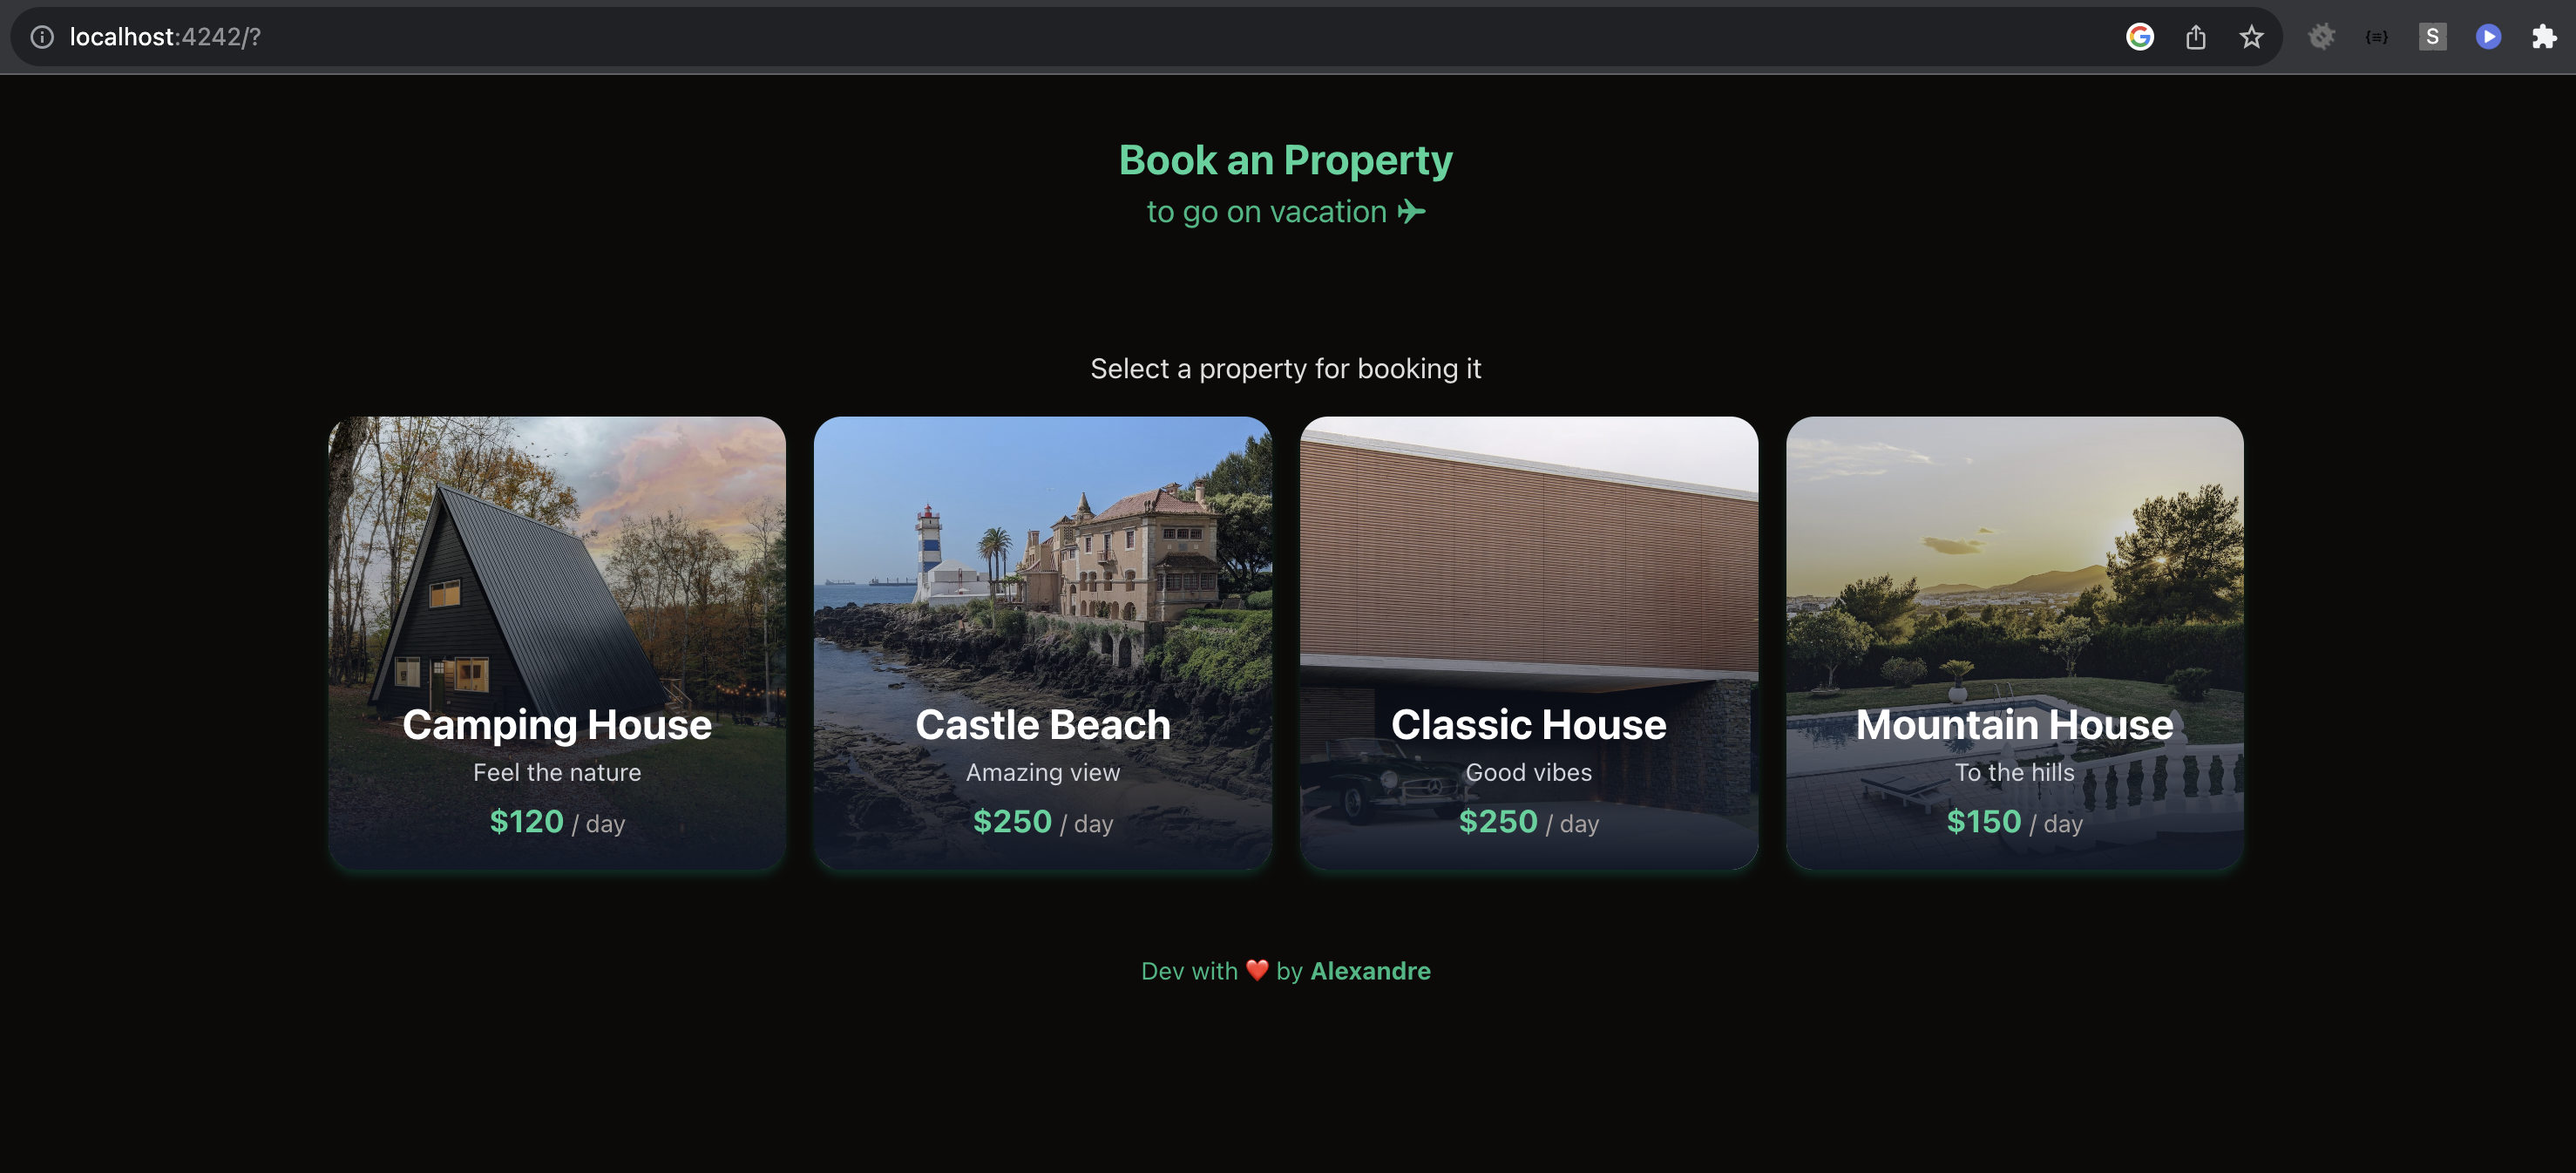 localhost:4242/?
S
Book an Property
to go on vacation ✈
Select a property for booking it
Camping House
Feel the nature
$120 / day
Castle Beach
Amazing view
$250 / day
Classic House
Good vibes
$250 / day
Mountain House
To the hills
$150 / day
Dev with ❤️ by Alexandre